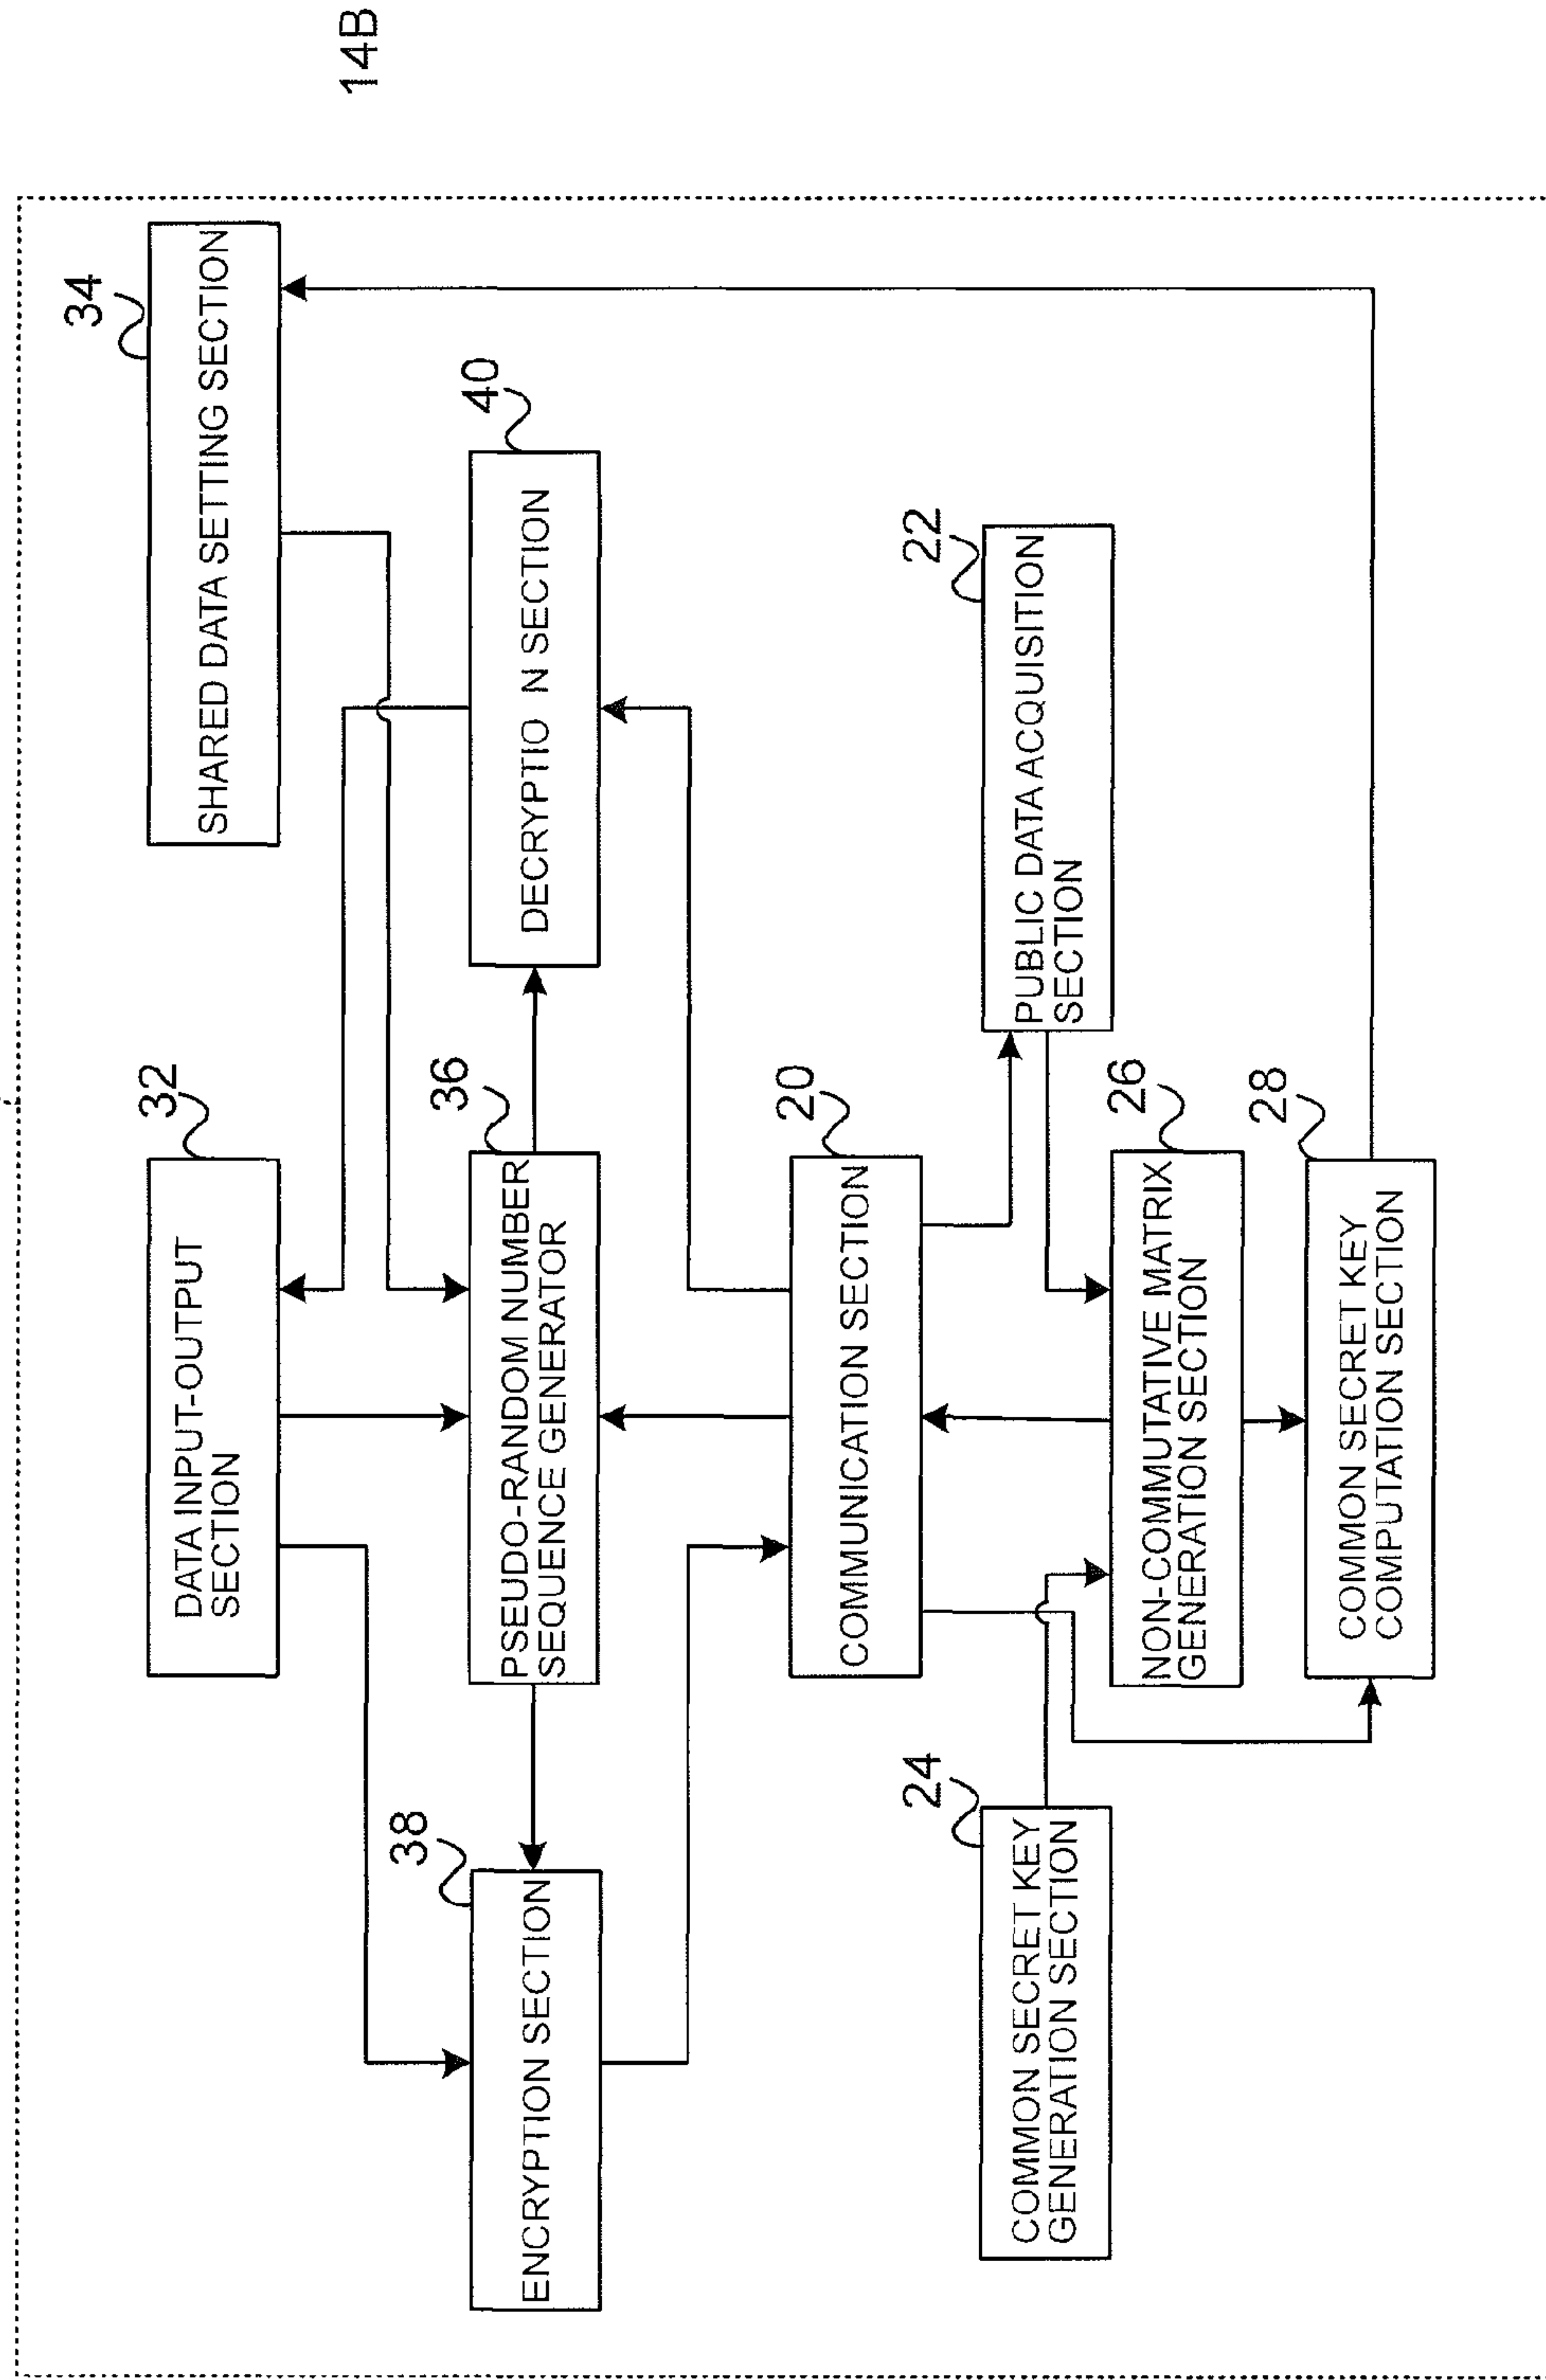 14B
34
SHARED DATA SETTING SECTION
32
DATA INPUT-OUTPUT
SECTION
40
DECRYPTIO N SECTION
36
PSEUDO-RANDOM NUMBER
SEQUENCE GENERATOR
38
ENCRYPTION SECTION
20
COMMUNICATION SECTION
22
PUBLIC DATA ACQUISITION
SECTION
24
COMMON SECRET KEY
GENERATION SECTION
26
NON-COMMUTATIVE MATRIX
GENERATION SECTION
28
COMMON SECRET KEY
COMPUTATION SECTION